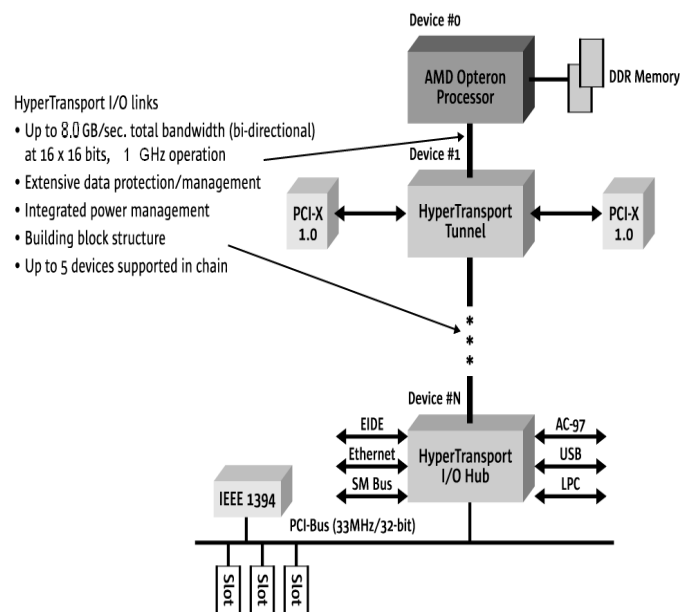 Device #0
AMD Opteron
Processor
DDR Memory
HyperTransport I/O links
• Up to 8.0 GB/sec. total bandwidth (bi-directional)
at 16 x 16 bits, 1 GHz operation
• Extensive data protection/management
• Integrated power management
• Building block structure
• Up to 5 devices supported in chain
Device #1
PCI-X
1.0
HyperTransport
Tunnel
PCI-X
1.0
*
*
*
Device #N
EIDE
Ethernet
SM Bus
HyperTransport
I/O Hub
AC-97
USB
LPC
IEEE 1394
PCI-Bus (33MHz/32-bit)
Slot
Slot
Slot